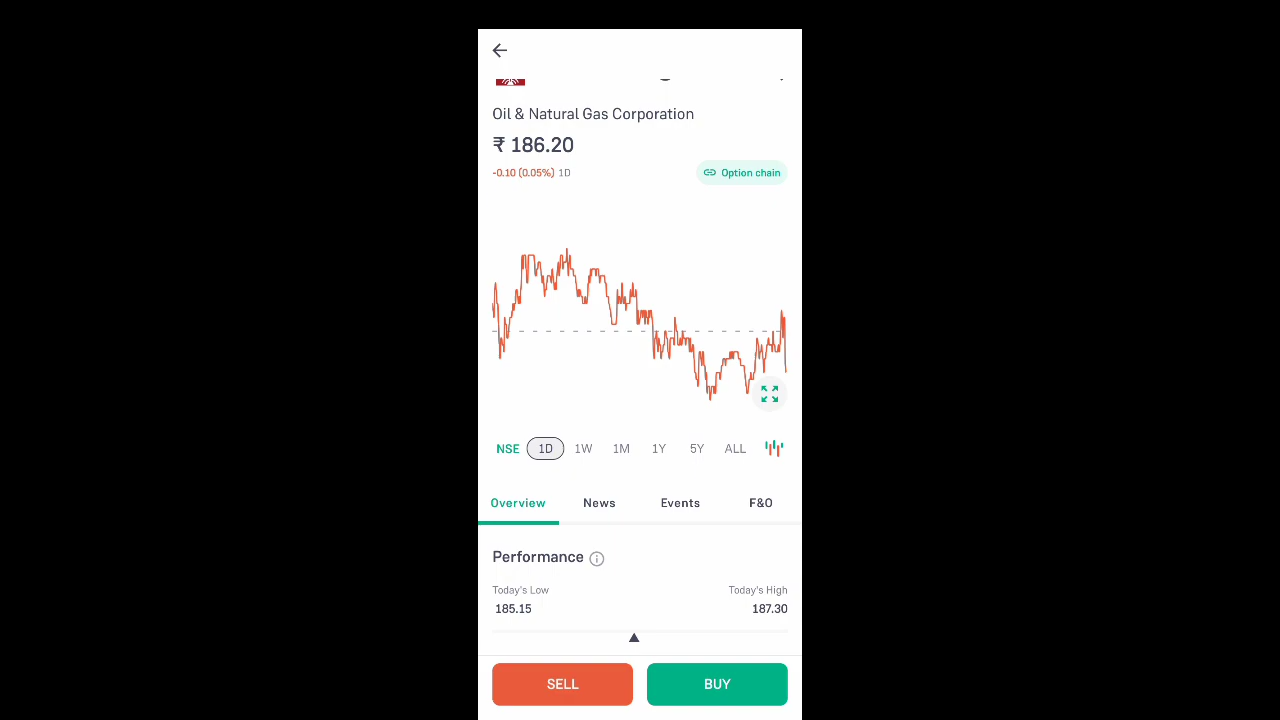 Oil & Natural Gas Corporation
₹ 186.20
-0.10 (0.05%) 1D
Option chain
NSE 1D 1W 1M 1Y 5Y ALL
Overview News Events F&O
Performance
Today's Low Today's High
185.15 187.30
SELL BUY